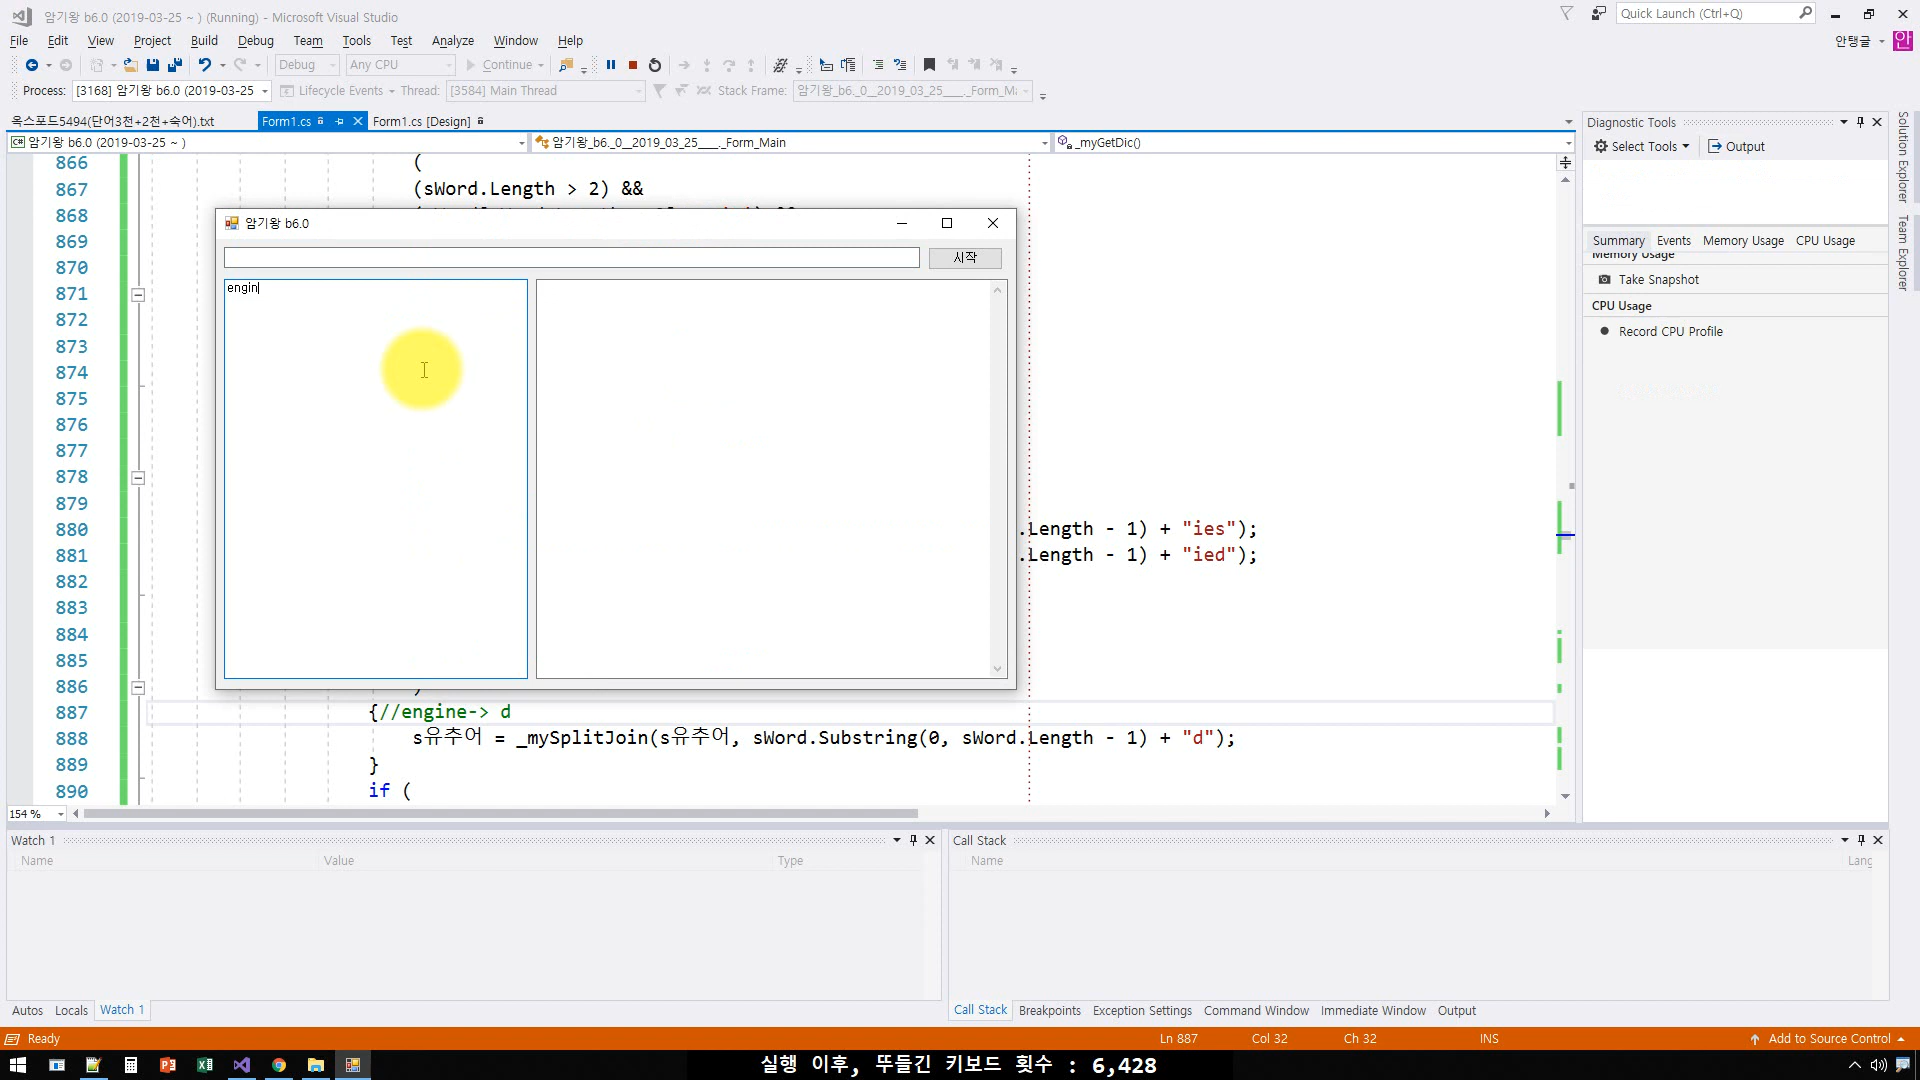 암기왕 b6.0 (2019-03-25 ~ ) (Running) - Microsoft Visual Studio
Quick Launch (Ctrl+Q)
File Edit View Project Build Debug Team Tools Test Analyze Window Help
안탱글 안
Debug Any CPU Continue
Process: [3168] 암기왕 b6.0 (2019-03-25 Lifecycle Events Thread: [3584] Main Thread Stack Frame: 암기왕_b6._0__2019_03_25____._Form_M
옥스포드5494(단어3천+2천+숙어).txt Form1.cs Form1.cs [Design]
암기왕 b6.0 (2019-03-25 ~ ) 암기왕_b6._0__2019_03_25____._Form_Main _myGetDic()
866 (
867 (sWord.Length > 2) &&
868
869
870
871
872
873
874
875
876
877
878
879
880 .Length - 1) + "ies");
881 .Length - 1) + "ied");
882
883
884
885
886 )
887 {//engine-> d
888 s유추어 = _mySplitJoin(s유추어, sWord.Substring(0, sWord.Length - 1) + "d");
889 }
890 if (
154 %
암기왕 b6.0
시작
engin
Diagnostic Tools
Select Tools Output
Summary Events Memory Usage CPU Usage
Memory Usage
Take Snapshot
CPU Usage
Record CPU Profile
Solution Explorer
Team Explorer
Watch 1
Name Value Type
Call Stack
Name Lang
Autos Locals Watch 1
Call Stack Breakpoints Exception Settings Command Window Immediate Window Output
Ready Ln 887 Col 32 Ch 32 INS Add to Source Control
실행 이후, 뚜들긴 키보드 횟수 : 6,428